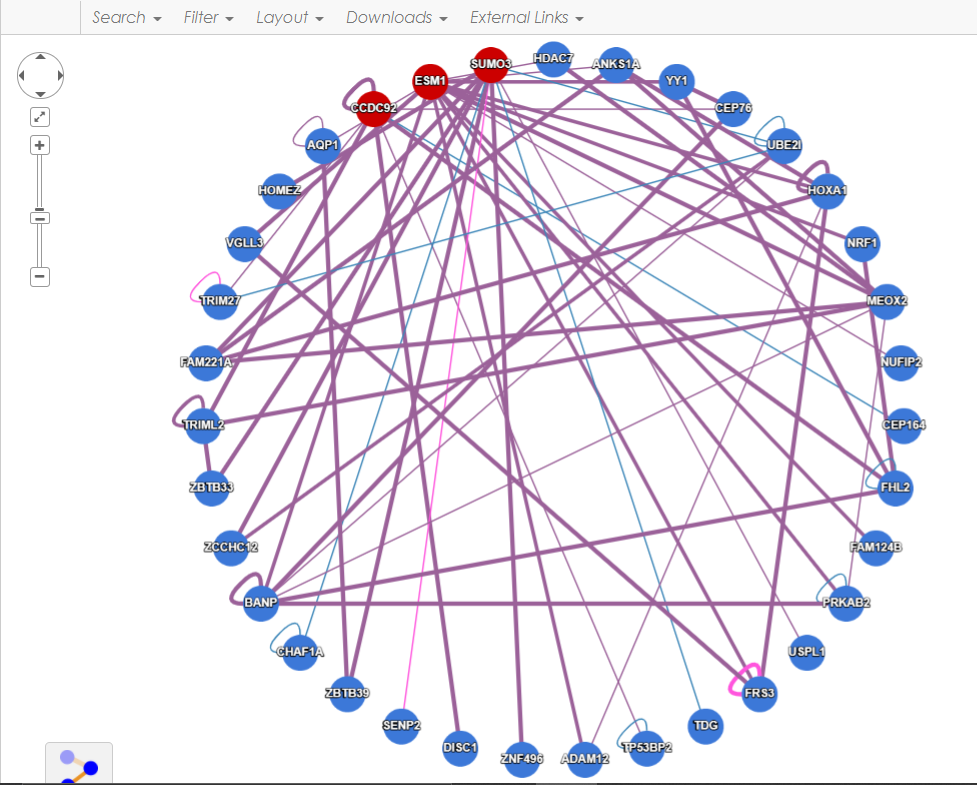 Search Filter Layout Downloads External Links
SUMO3 HDAC7 ANKS1A
ESM1 YY1
CCDC92 CEP76
AQP1 UBE2I
HOMEZ HOXA1
VGLL3 NRF1
TRIM27 MEOX2
FAM221A NUFIP2
TRIML2 CEP164
ZBTB33 FHL2
ZCCHC12 FAM124B
BANP PRKAB2
CHAF1A USPL1
ZBTB39 FRS3
SENP2 TDG
DISC1 ZNF496 ADAM12 TP53BP2